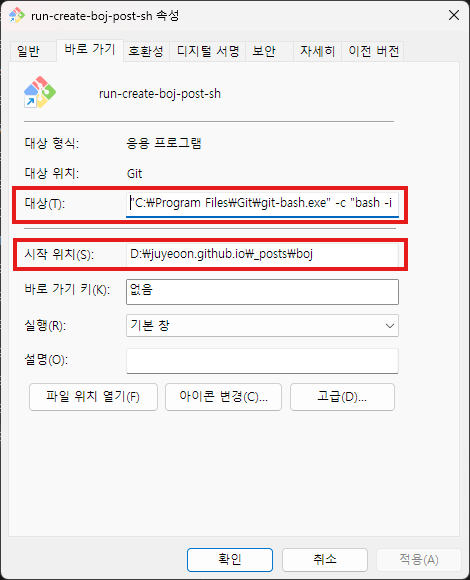 run-create-boj-post-sh 속성
일반 바로 가기 호환성 디지털 서명 보안 자세히 이전 버전
run-create-boj-post-sh
대상 형식: 응용 프로그램
대상 위치: Git
대상(T): "C:₩Program Files₩Git₩git-bash.exe" -c "bash -i
시작 위치(S): D:₩juyeoon.github.io₩_posts₩boj
바로 가기 키(K): 없음
실행(R): 기본 창
설명(O):
파일 위치 열기(F) 아이콘 변경(C)... 고급(D)...
확인 취소 적용(A)